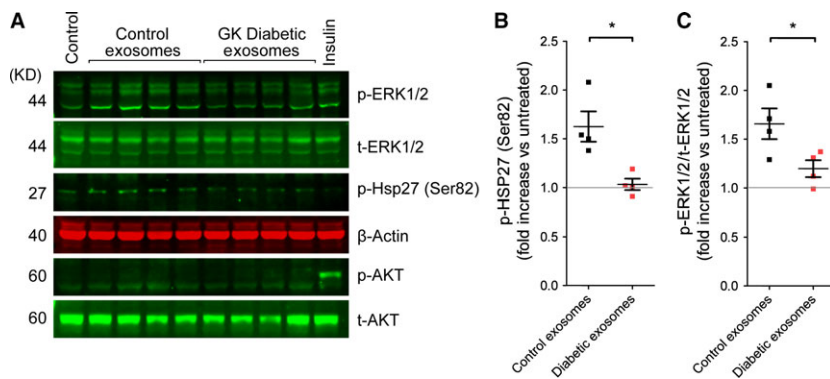 A
Control
Control
exosomes
GK Diabetic
exosomes
Insulin
(KD)
44
p-ERK1/2
44
t-ERK1/2
27
p-Hsp27 (Ser82)
40
β-Actin
60
p-AKT
60
t-AKT
B
*
p-HSP27 (Ser82)
(fold increase vs untreated)
2.5
2.0
1.5
1.0
0.5
0.0
Control exosomes
Diabetic exosomes
C
*
p-ERK1/2/t-ERK1/2
(fold increase vs untreated)
2.5
2.0
1.5
1.0
0.5
0.0
Control exosomes
Diabetic exosomes